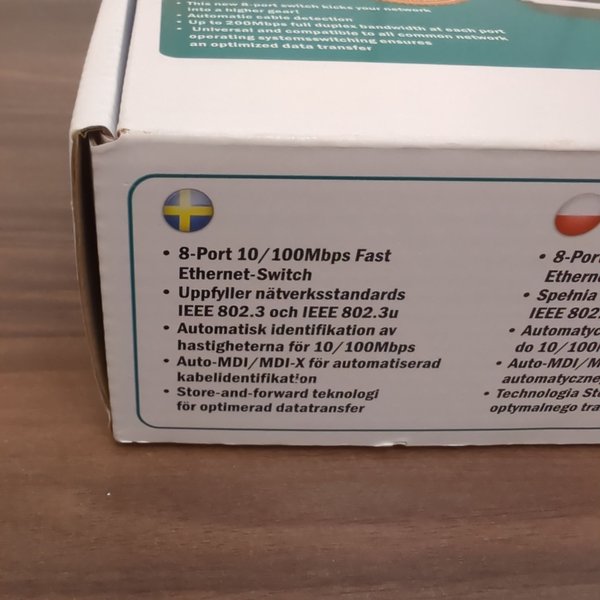 • This new 8-port switch kicks your network
into a higher gear!
• Automatic cable detection
• Up to 200Mbps full duplex bandwidth at each port
• Universal and compatible to all common network
operating systemsswitching ensures
an optimized data transfer
• 8-Port 10/100Mbps Fast
Ethernet-Switch
• Uppfyller nätverksstandards
IEEE 802.3 och IEEE 802.3u
• Automatisk identifikation av
hastigheterna för 10/100Mbps
• Auto-MDI/MDI-X för automatiserad
kabelidentifikation
• Store-and-forward teknologi
för optimerad datatransfer
• 8-Por
Ethern
• Spełnia
IEEE 802.
• Automatyc
do 10/100
• Auto-MDI/M
automatyczne
• Technologia Sto
optymalnego tra